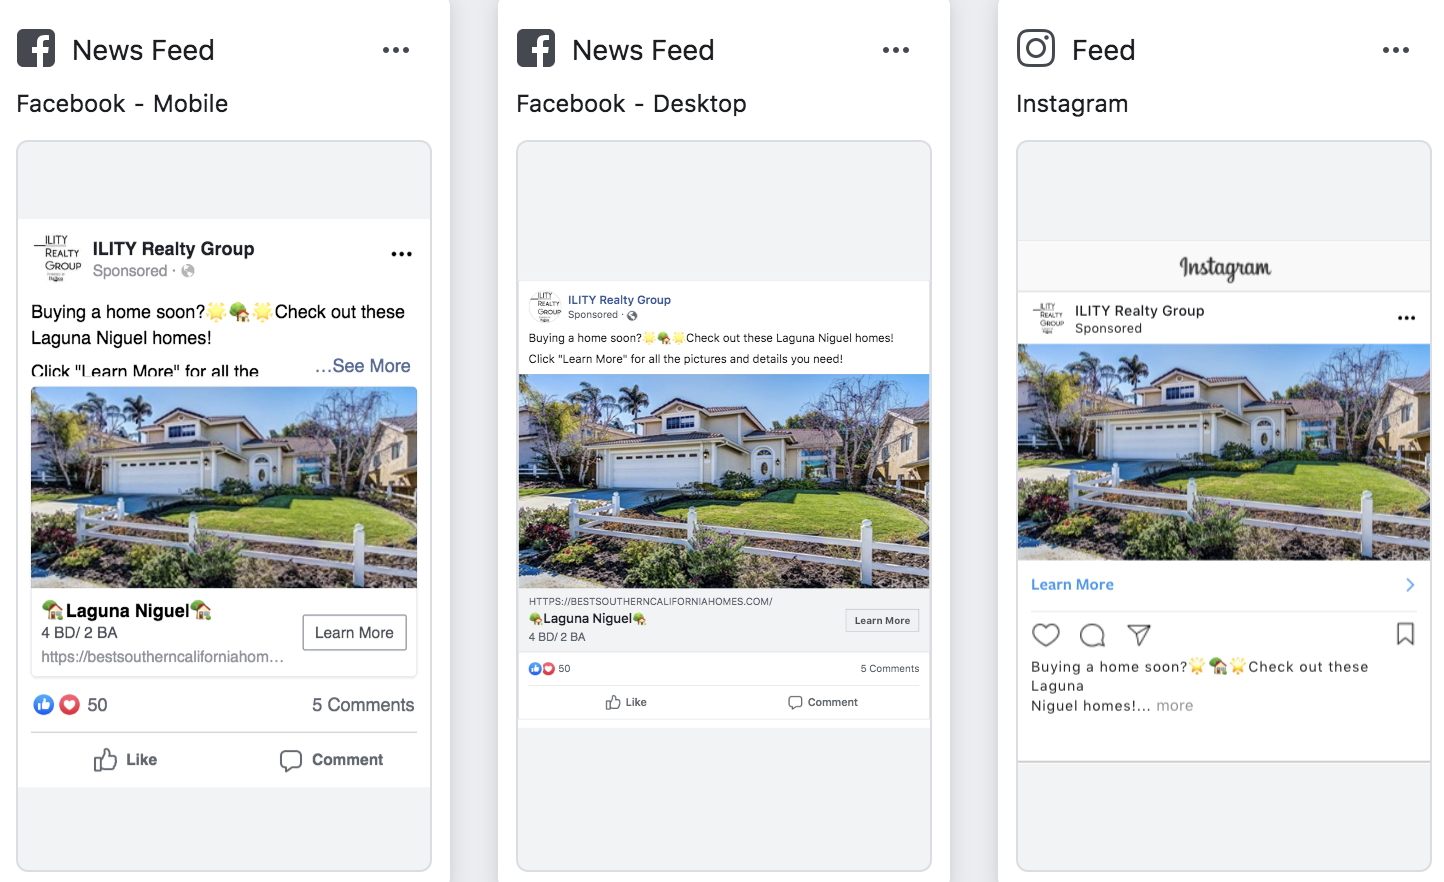 News Feed
Facebook - Mobile
ILITY
REALTY
GROUP
ILITY Realty Group
Sponsored ·
Buying a home soon?🌟🏡🌟Check out these
Laguna Niguel homes!
Click "Learn More" for all the
...See More
🏡Laguna Niguel🏡
4 BD/ 2 BA
https://bestsoutherncaliforniahom...
Learn More
50
5 Comments
Like
Comment
News Feed
Facebook - Desktop
ILITY
REALTY
GROUP
ILITY Realty Group
Sponsored ·
Buying a home soon?🌟🏡🌟Check out these Laguna Niguel homes!
Click "Learn More" for all the pictures and details you need!
HTTPS://BESTSOUTHERNCALIFORNIAHOMES.COM/
🏡Laguna Niguel🏡
4 BD/ 2 BA
Learn More
50
5 Comments
Like
Comment
Feed
Instagram
Instagram
ILITY
REALTY
GROUP
ILITY Realty Group
Sponsored
Learn More
Buying a home soon?🌟🏡🌟Check out these
Laguna
Niguel homes!... more